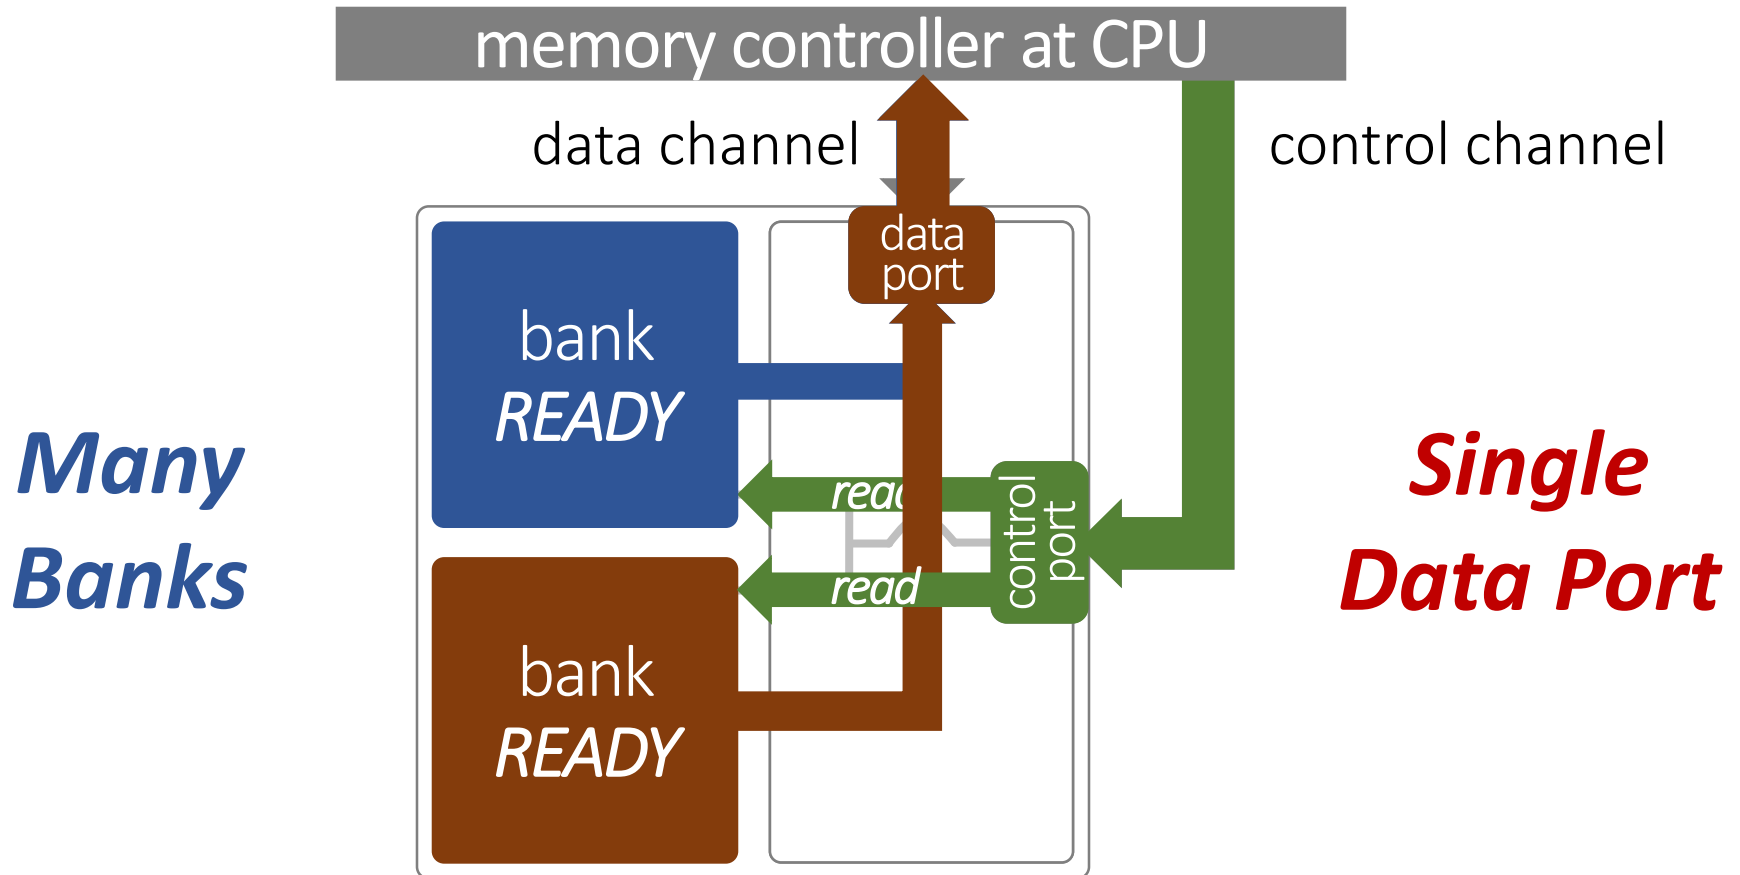 memory controller at CPU
data channel
control channel
data
port
bank
READY
Many
Banks
read
control
port
read
Single
Data Port
bank
READY